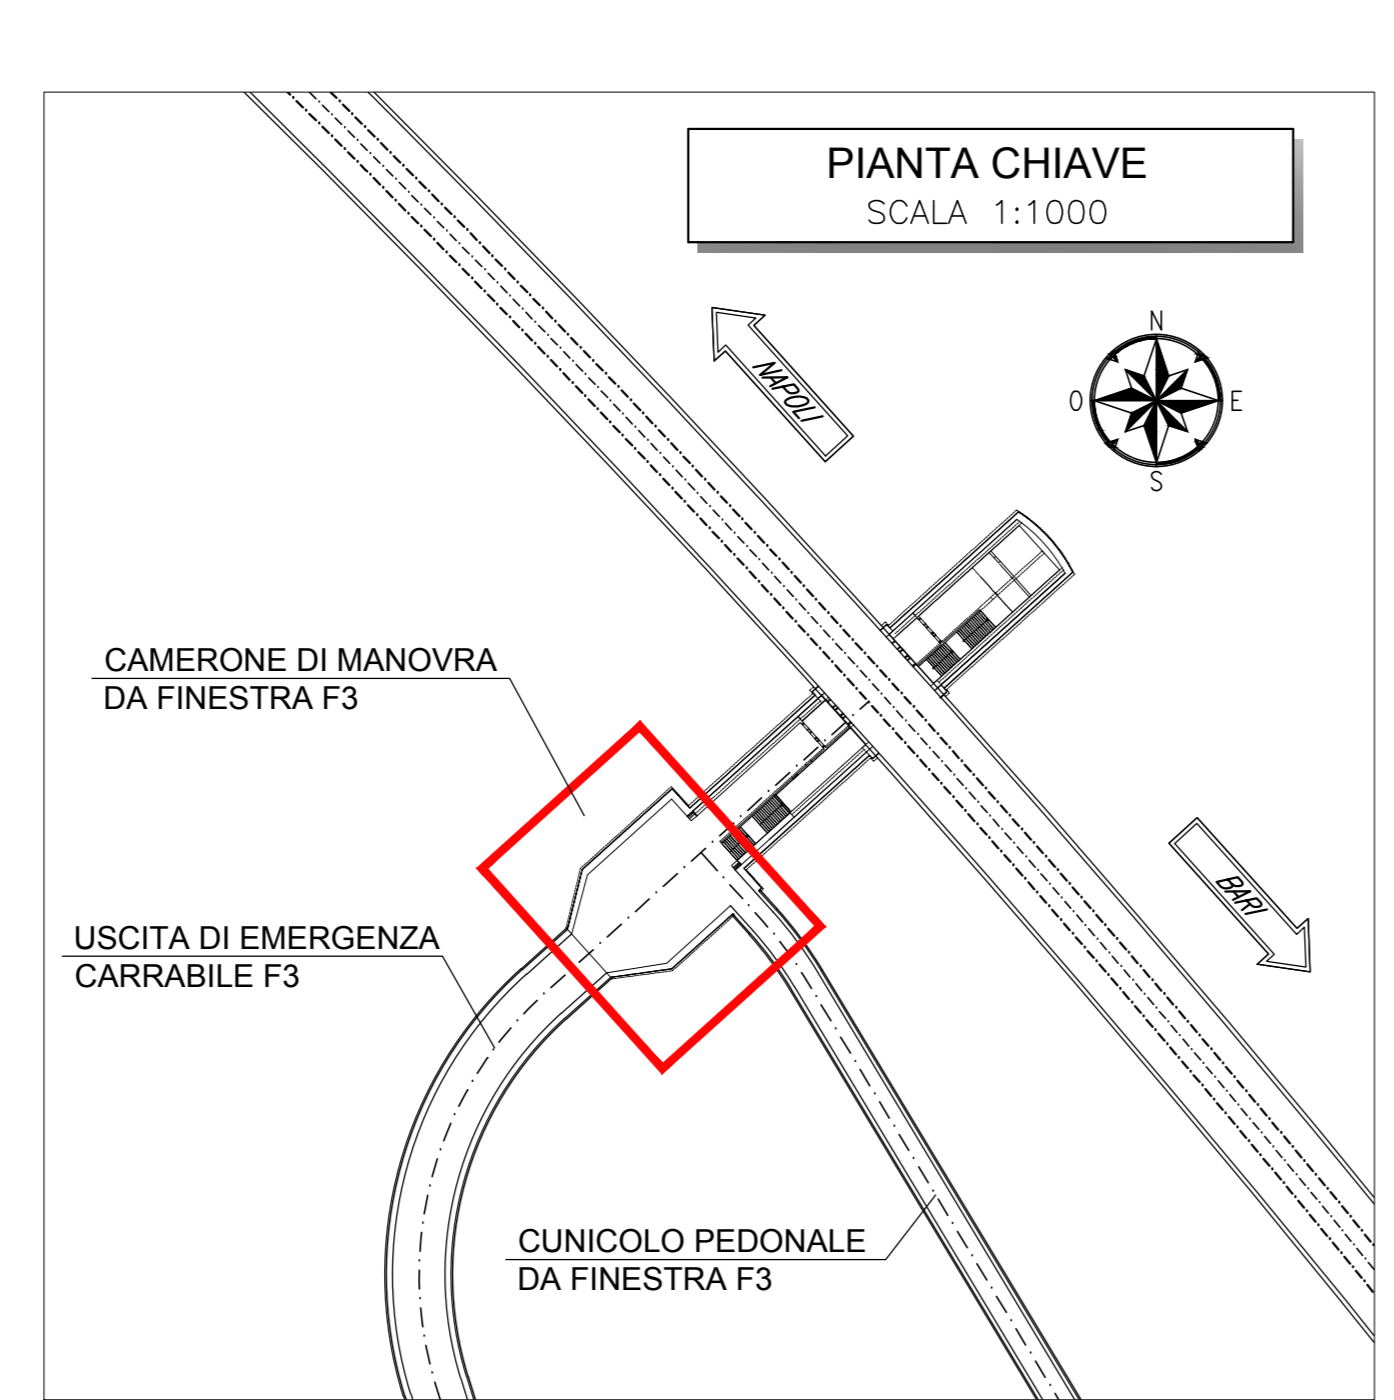 PIANTA CHIAVE
SCALA 1:1000
NAPOLI
N
O
E
S
CAMERONE DI MANOVRA
DA FINESTRA F3
BARI
USCITA DI EMERGENZA
CARRABILE F3
CUNICOLO PEDONALE
DA FINESTRA F3